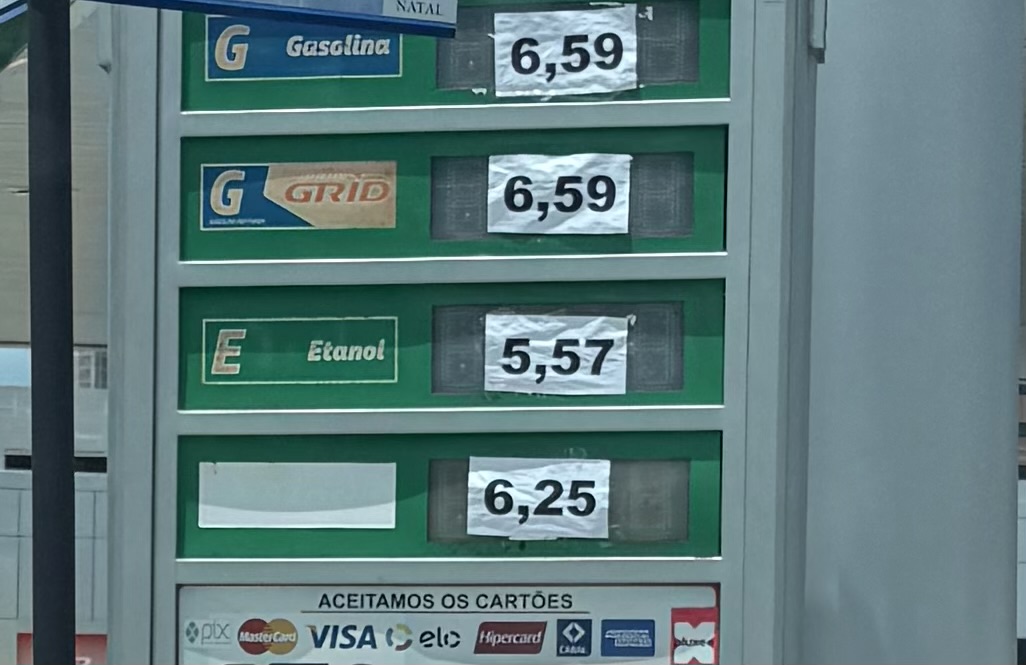 NATAL
G Gasolina 6,59
G GRID 6,59
E Etanol 5,57
6,25
ACEITAMOS OS CARTÕES
pix MasterCard VISA elo Hipercard